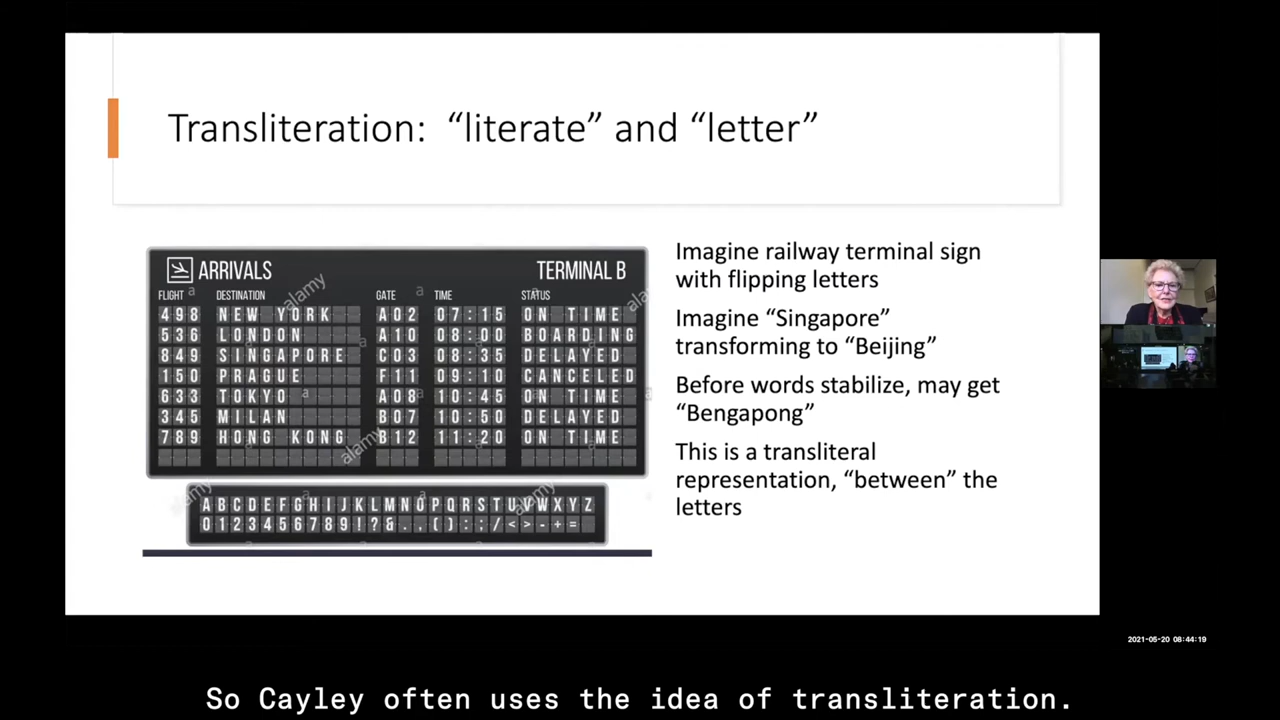 Transliteration: “literate” and “letter”
ARRIVALS TERMINAL B
FLIGHT DESTINATION GATE TIME STATUS
498 NEW YORK A02 07:15 ON TIME
536 LONDON A10 08:00 BOARDING
849 SINGAPORE C03 08:35 DELAYED
150 PRAGUE F11 09:10 CANCELED
633 TOKYO A08 10:45 ON TIME
345 MILAN B07 10:50 DELAYED
789 HONG KONG B12 11:20 ON TIME
ABCDEFGHIJKLMNOPQRSTUVWXYZ
0123456789!?&.,():;/<>-+=
alamy
alamy
alamy
Imagine railway terminal sign
with flipping letters
Imagine “Singapore”
transforming to “Beijing”
Before words stabilize, may get
“Bengapong”
This is a transliteral
representation, “between” the
letters
2021-05-20 08:44:19
So Cayley often uses the idea of transliteration.